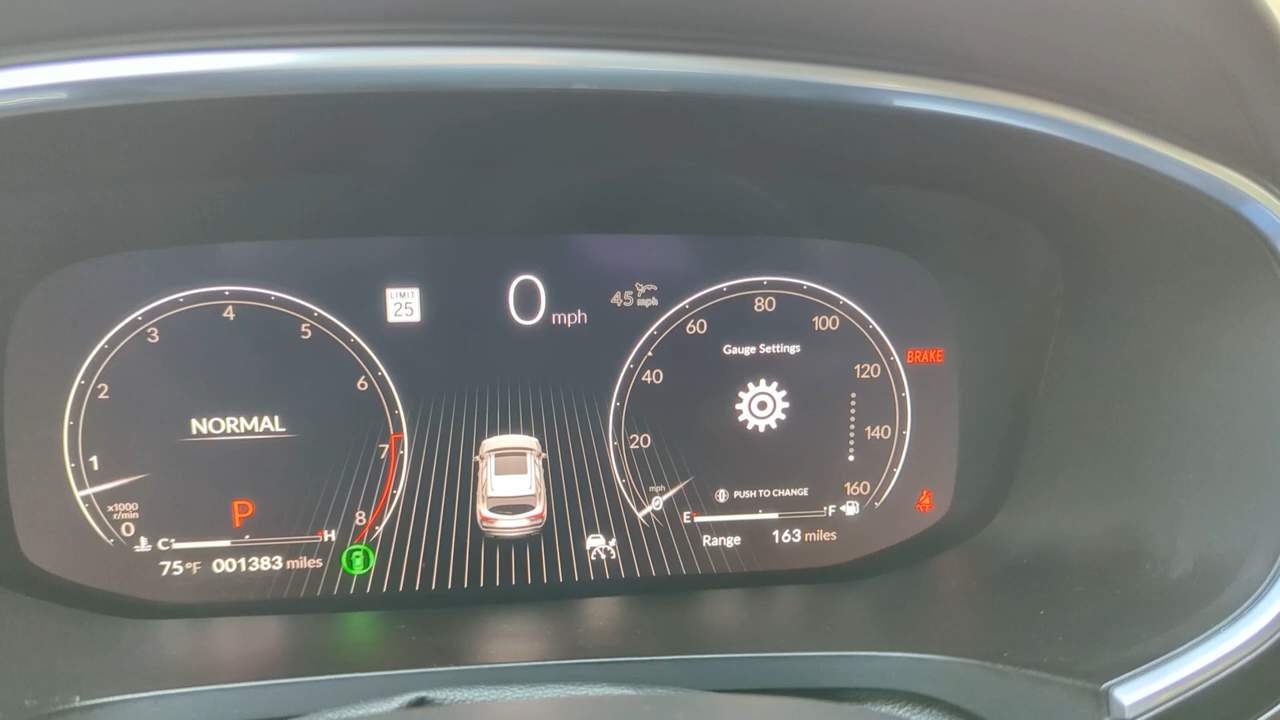 LIMIT
25
0 mph
45 mph
4
3
5
2
6
1
7
x1000
r/min
0
8
NORMAL
P
C
H
75°F 001383 miles
80
60
100
40
120
20
140
mph
0
160
Gauge Settings
PUSH TO CHANGE
E
F
Range 163 miles
BRAKE